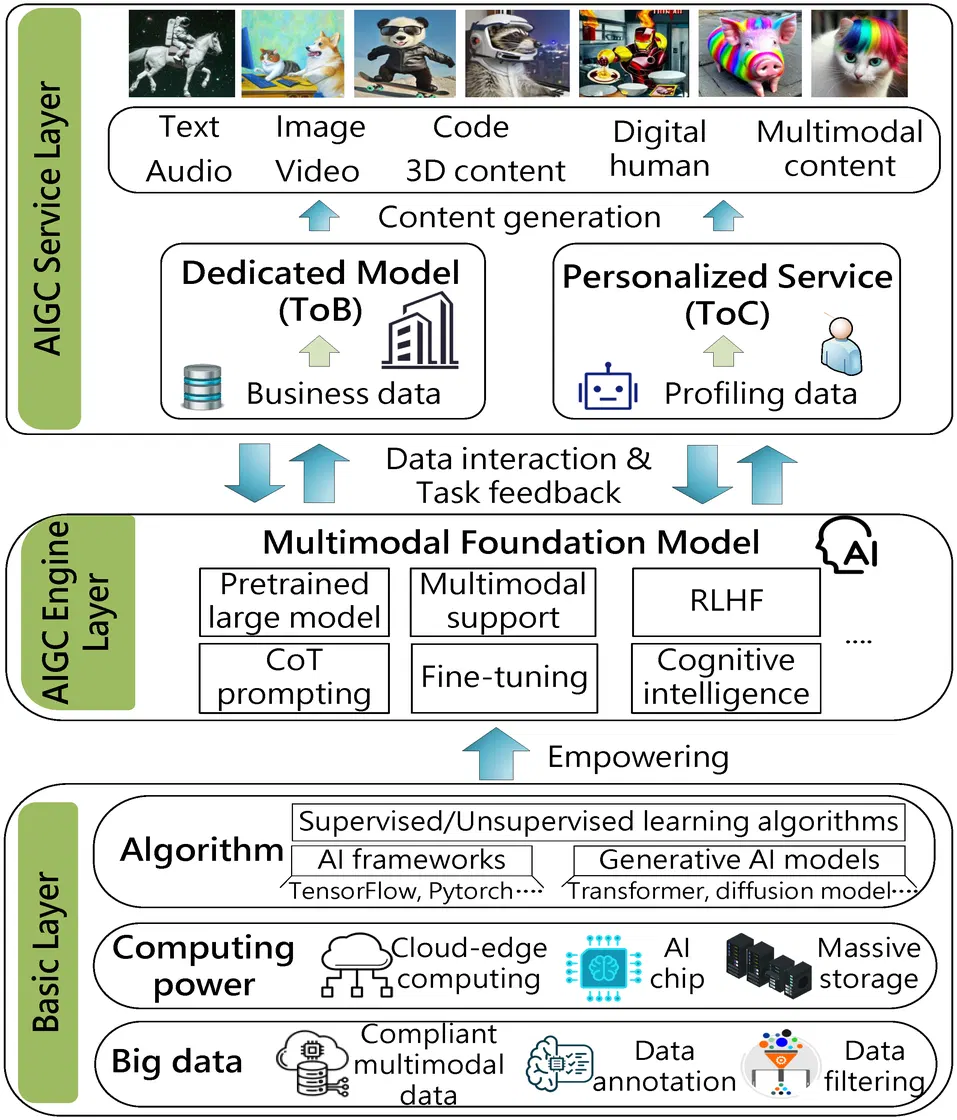 AIGC Service Layer
Text
Image
Code
Digital
human
Multimodal
content
Audio
Video
3D content
Content generation
Dedicated Model
(ToB)
Business data
Personalized Service
(ToC)
Profiling data
Data interaction &
Task feedback
AIGC Engine
Layer
Multimodal Foundation Model
AI
Pretrained
large model
Multimodal
support
RLHF
CoT
prompting
Fine-tuning
Cognitive
intelligence
....
Empowering
Basic Layer
Algorithm
Supervised/Unsupervised learning algorithms
AI frameworks
TensorFlow, Pytorch····
Generative AI models
Transformer, diffusion model····
Computing
power
Cloud-edge
computing
AI
chip
Massive
storage
Big data
Compliant
multimodal
data
Data
annotation
Data
filtering